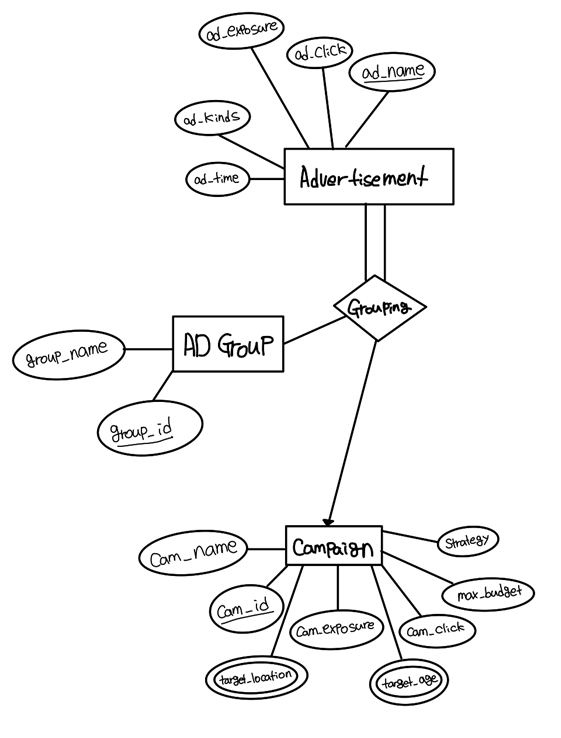 ad_exposure
ad_click
ad_name
ad_kinds
ad_time
Advertisement
Grouping
AD Group
group_name
group_id
Campaign
Cam_name
Cam_id
Cam_exposure
Cam_click
max_budget
Strategy
target_location
target_age